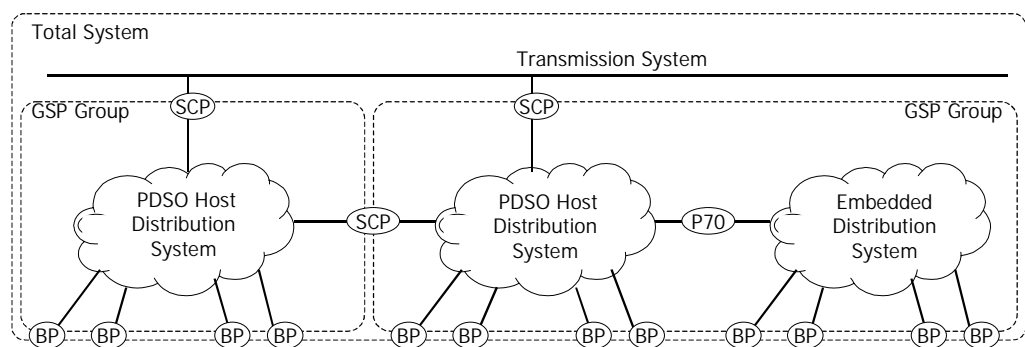 Total System
Transmission System
GSP Group
SCP
SCP
GSP Group
PDSO Host
Distribution
System
SCP
PDSO Host
Distribution
System
P70
Embedded
Distribution
System
BP
BP
BP
BP
BP
BP
BP
BP
BP
BP
BP
BP